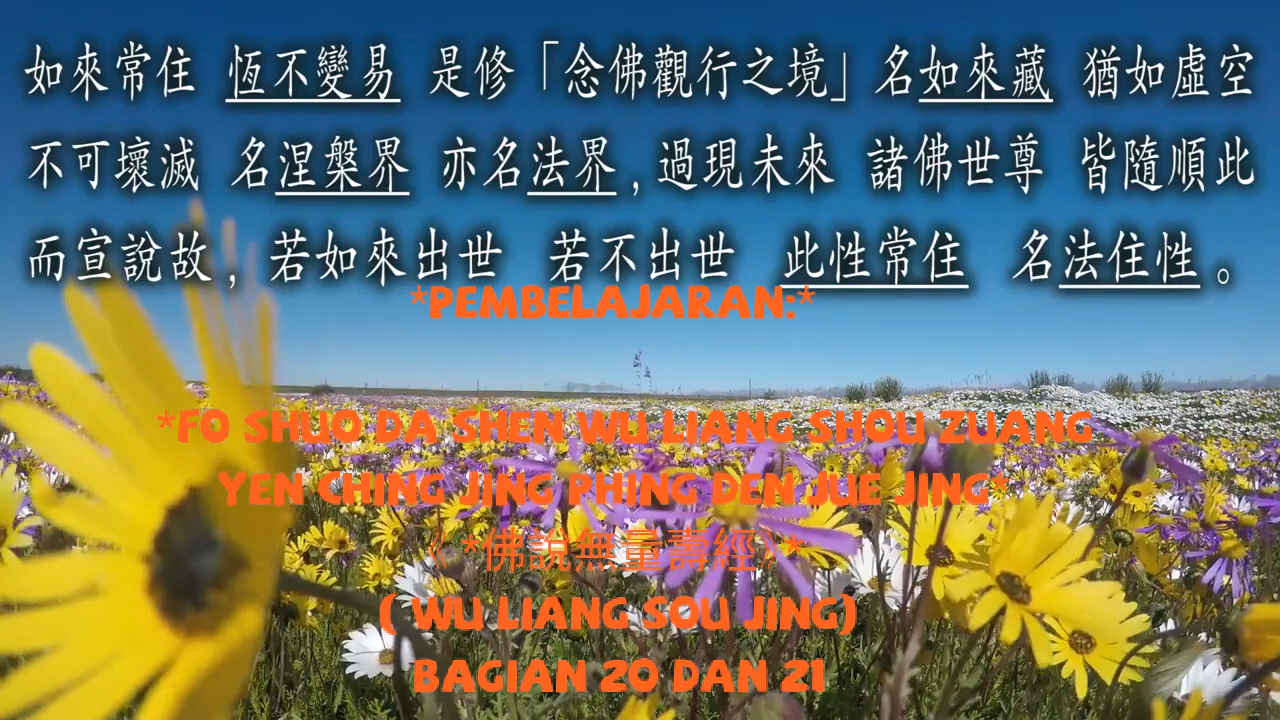 如來常住 恆不變易 是修「念佛觀行之境」名如來藏 猶如虛空
不可壞滅 名涅槃界 亦名法界,過現未來 諸佛世尊 皆隨順此
而宣說故,若如來出世 若不出世 此性常住 名法住性。
*PEMBELAJARAN:*
*FO SHUO DA SHEN WU LIANG SHOU ZUANG
YEN CHING JING PHING DEN JUE JING*
《 *佛說無量壽經》*
( WU LIANG SOU JING)
BAGIAN 20 DAN 21